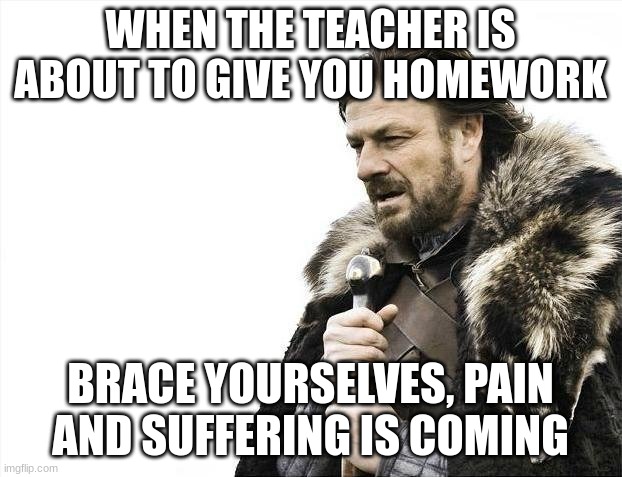 WHEN THE TEACHER IS
ABOUT TO GIVE YOU HOMEWORK
BRACE YOURSELVES, PAIN
AND SUFFERING IS COMING
imgflip.com